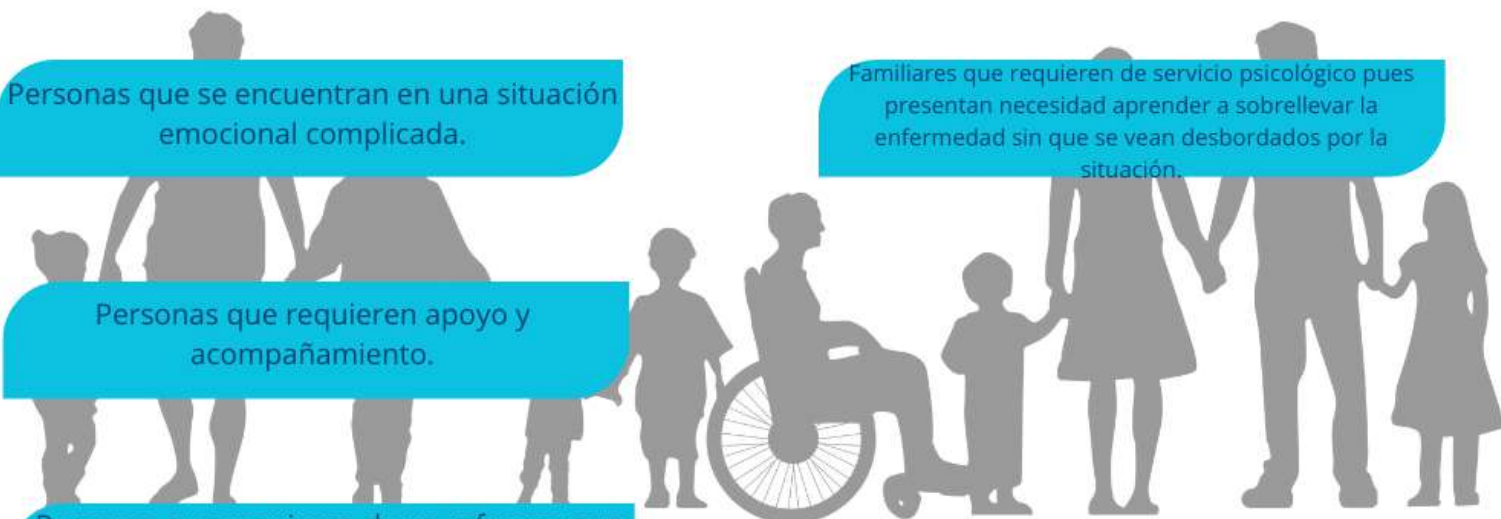 Personas que se encuentran en una situación
emocional complicada.
Familiares que requieren de servicio psicológico pues
presentan necesidad aprender a sobrellevar la
enfermedad sin que se vean desbordados por la
situación.
Personas que requieren apoyo y
acompañamiento.